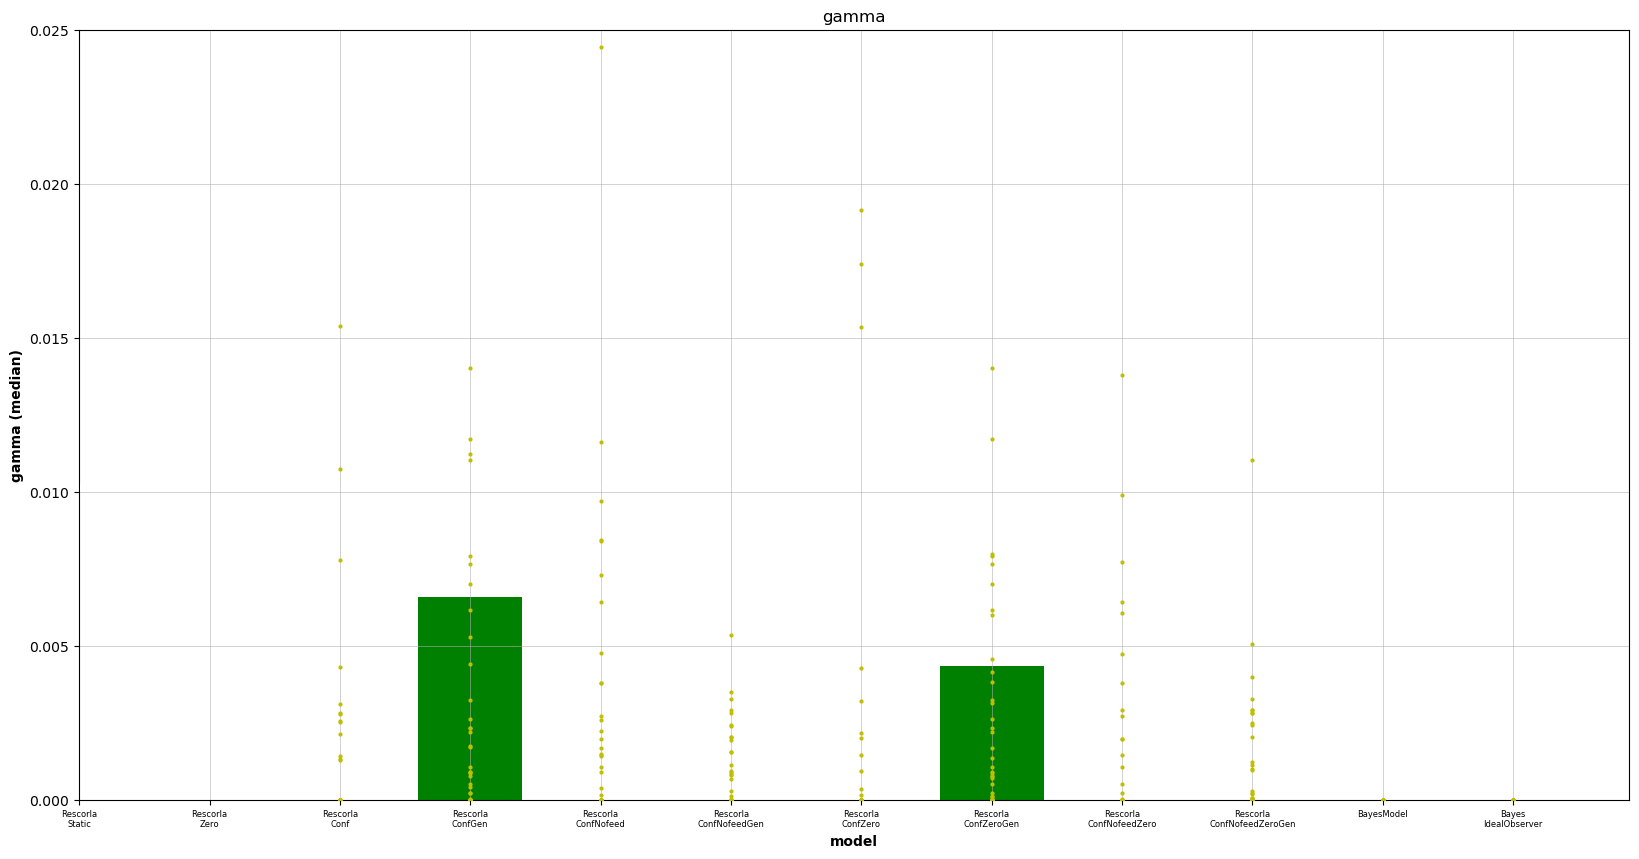 gamma
0.025
0.020
0.015
0.010
0.005
0.000
gamma (median)
Rescorla
Static
Rescorla
Zero
Rescorla
Conf
Rescorla
ConfGen
Rescorla
ConfNofeed
Rescorla
ConfNofeedGen
Rescorla
ConfZero
Rescorla
ConfZeroGen
Rescorla
ConfNofeedZero
Rescorla
ConfNofeedZeroGen
BayesModel
Bayes
IdealObserver
model